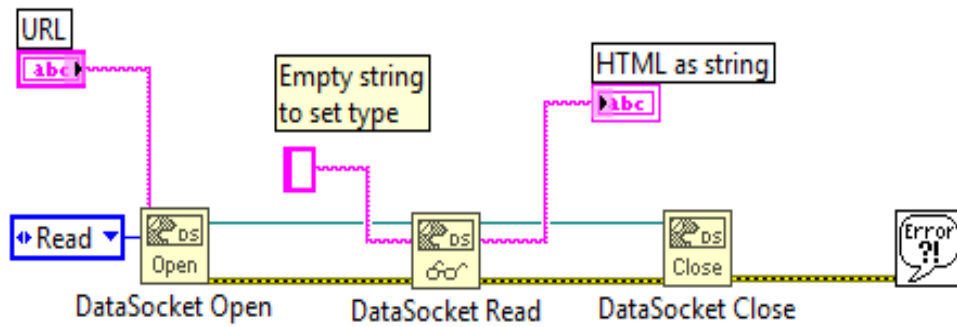 URL
abc
Empty string
to set type
HTML as string
abc
Read
DS
Open
DS
DS
Close
Error
?!
DataSocket Open
DataSocket Read
DataSocket Close